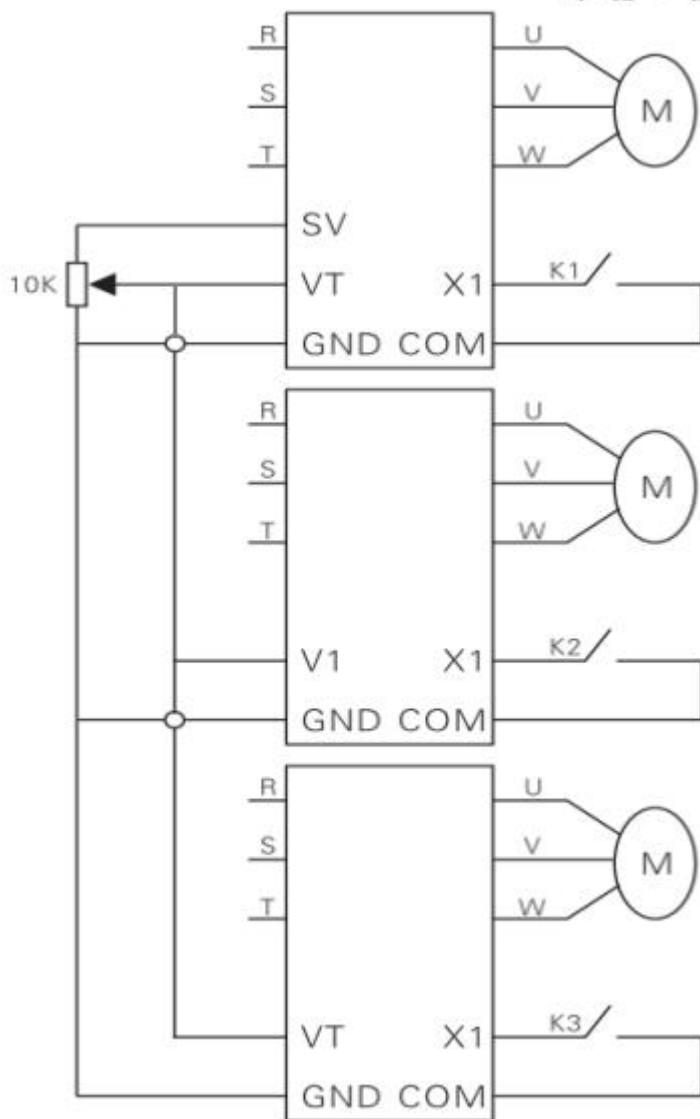 R U
S V M
T W
SV
10K VT X1 K1
GND COM
R U
S V M
T W
V1 X1 K2
GND COM
R U
S V M
T W
VT X1 K3
GND COM